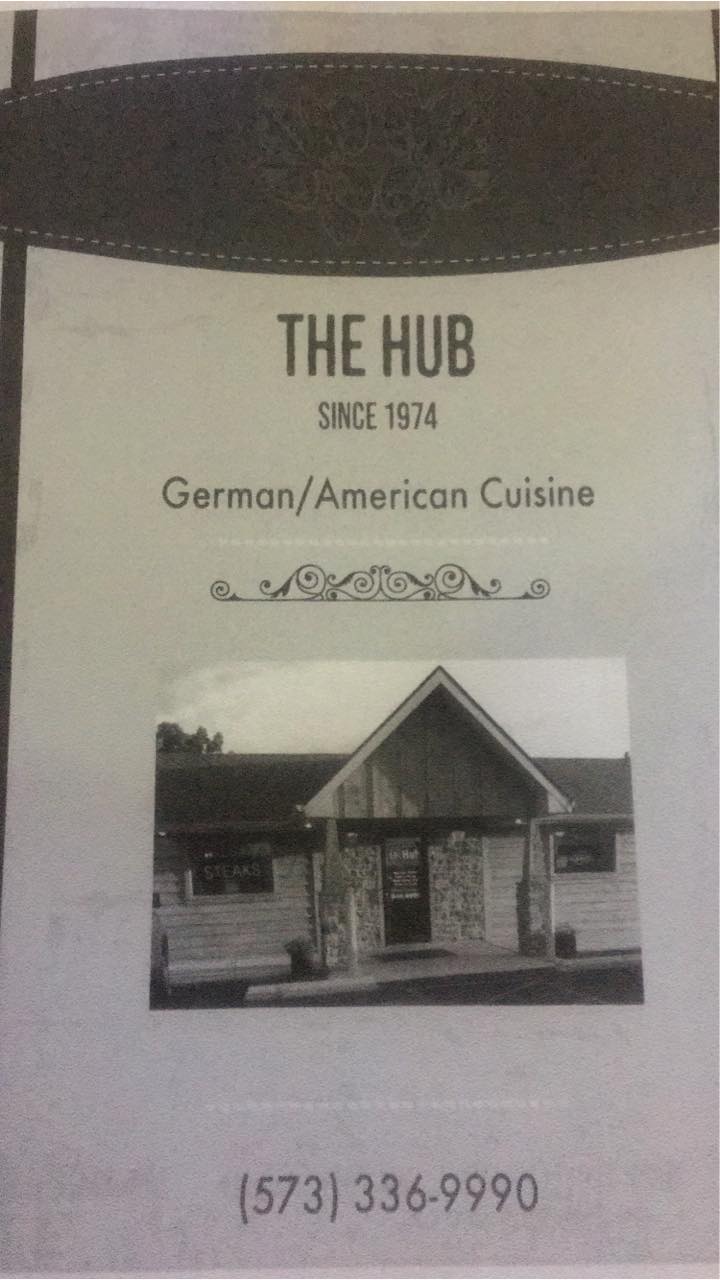 THE HUB
SINCE 1974
German/American Cuisine
STEAKS
(573) 336-9990